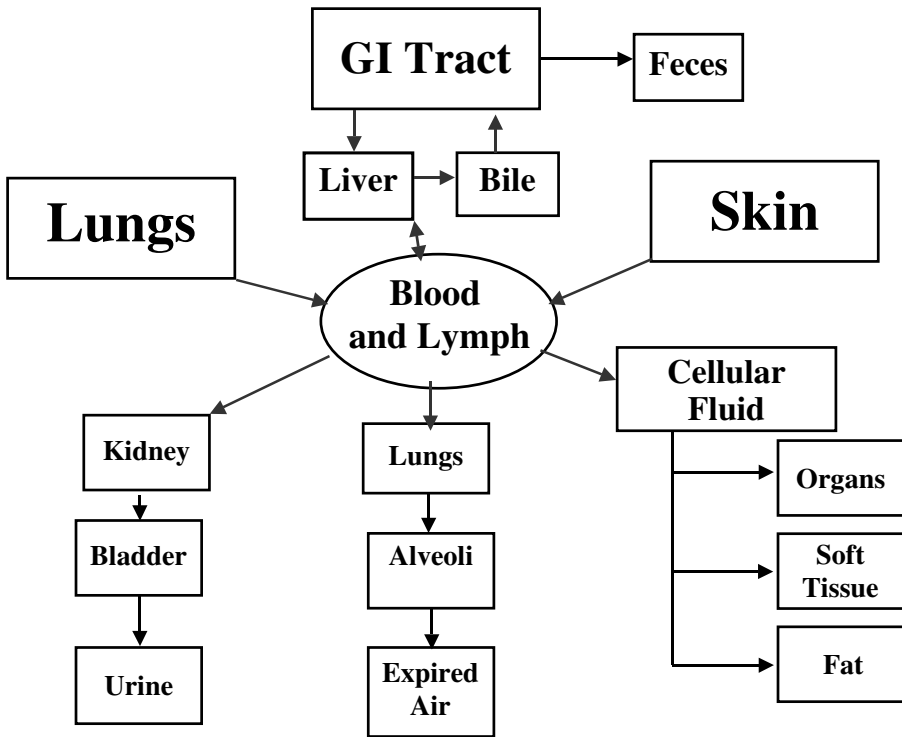 GI Tract
Feces
Liver
Bile
Lungs
Skin
Blood
and Lymph
Cellular
Fluid
Kidney
Lungs
Organs
Bladder
Alveoli
Soft
Tissue
Urine
Expired
Air
Fat